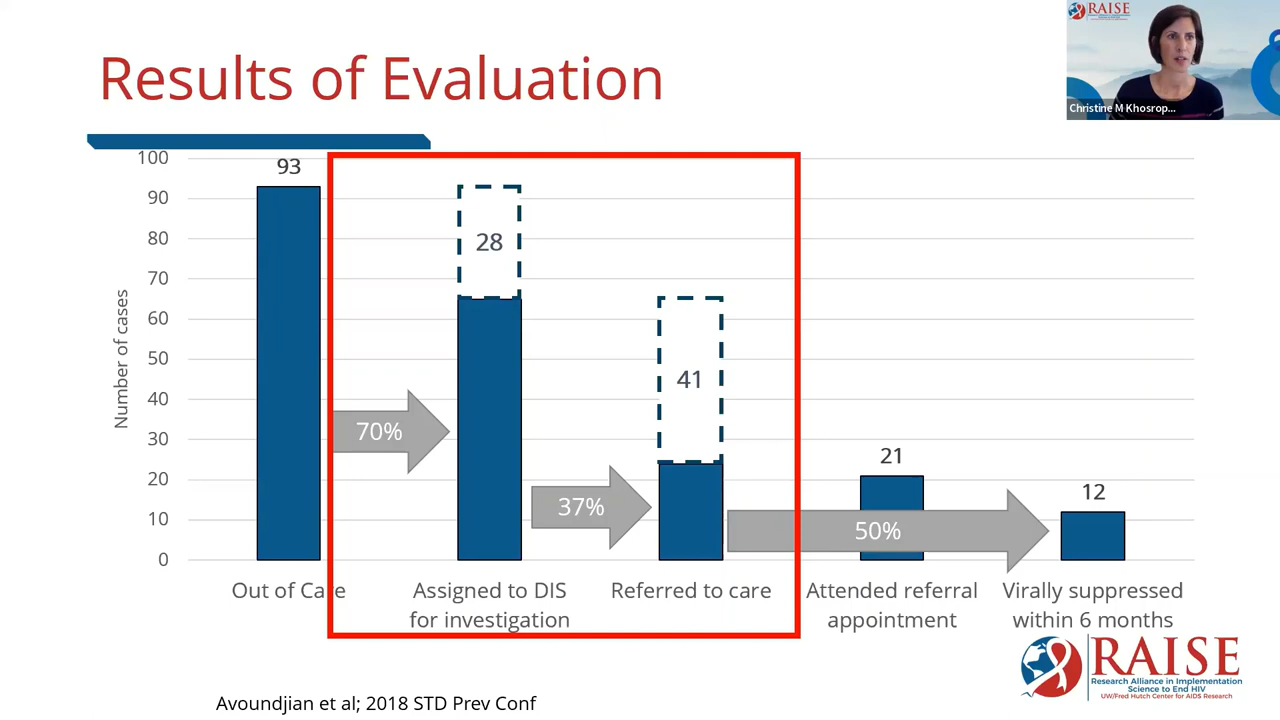 Results of Evaluation
RAISE
Christine M Khosrop...
Number of cases
100
90
80
70
60
50
40
30
20
10
0
93
28
41
21
12
70%
37%
50%
Out of Care
Assigned to DIS
for investigation
Referred to care
Attended referral
appointment
Virally suppressed
within 6 months
RAISE
Research Alliance in Implementation
Science to End HIV
UW/Fred Hutch Center for AIDS Research
Avoundjian et al; 2018 STD Prev Conf